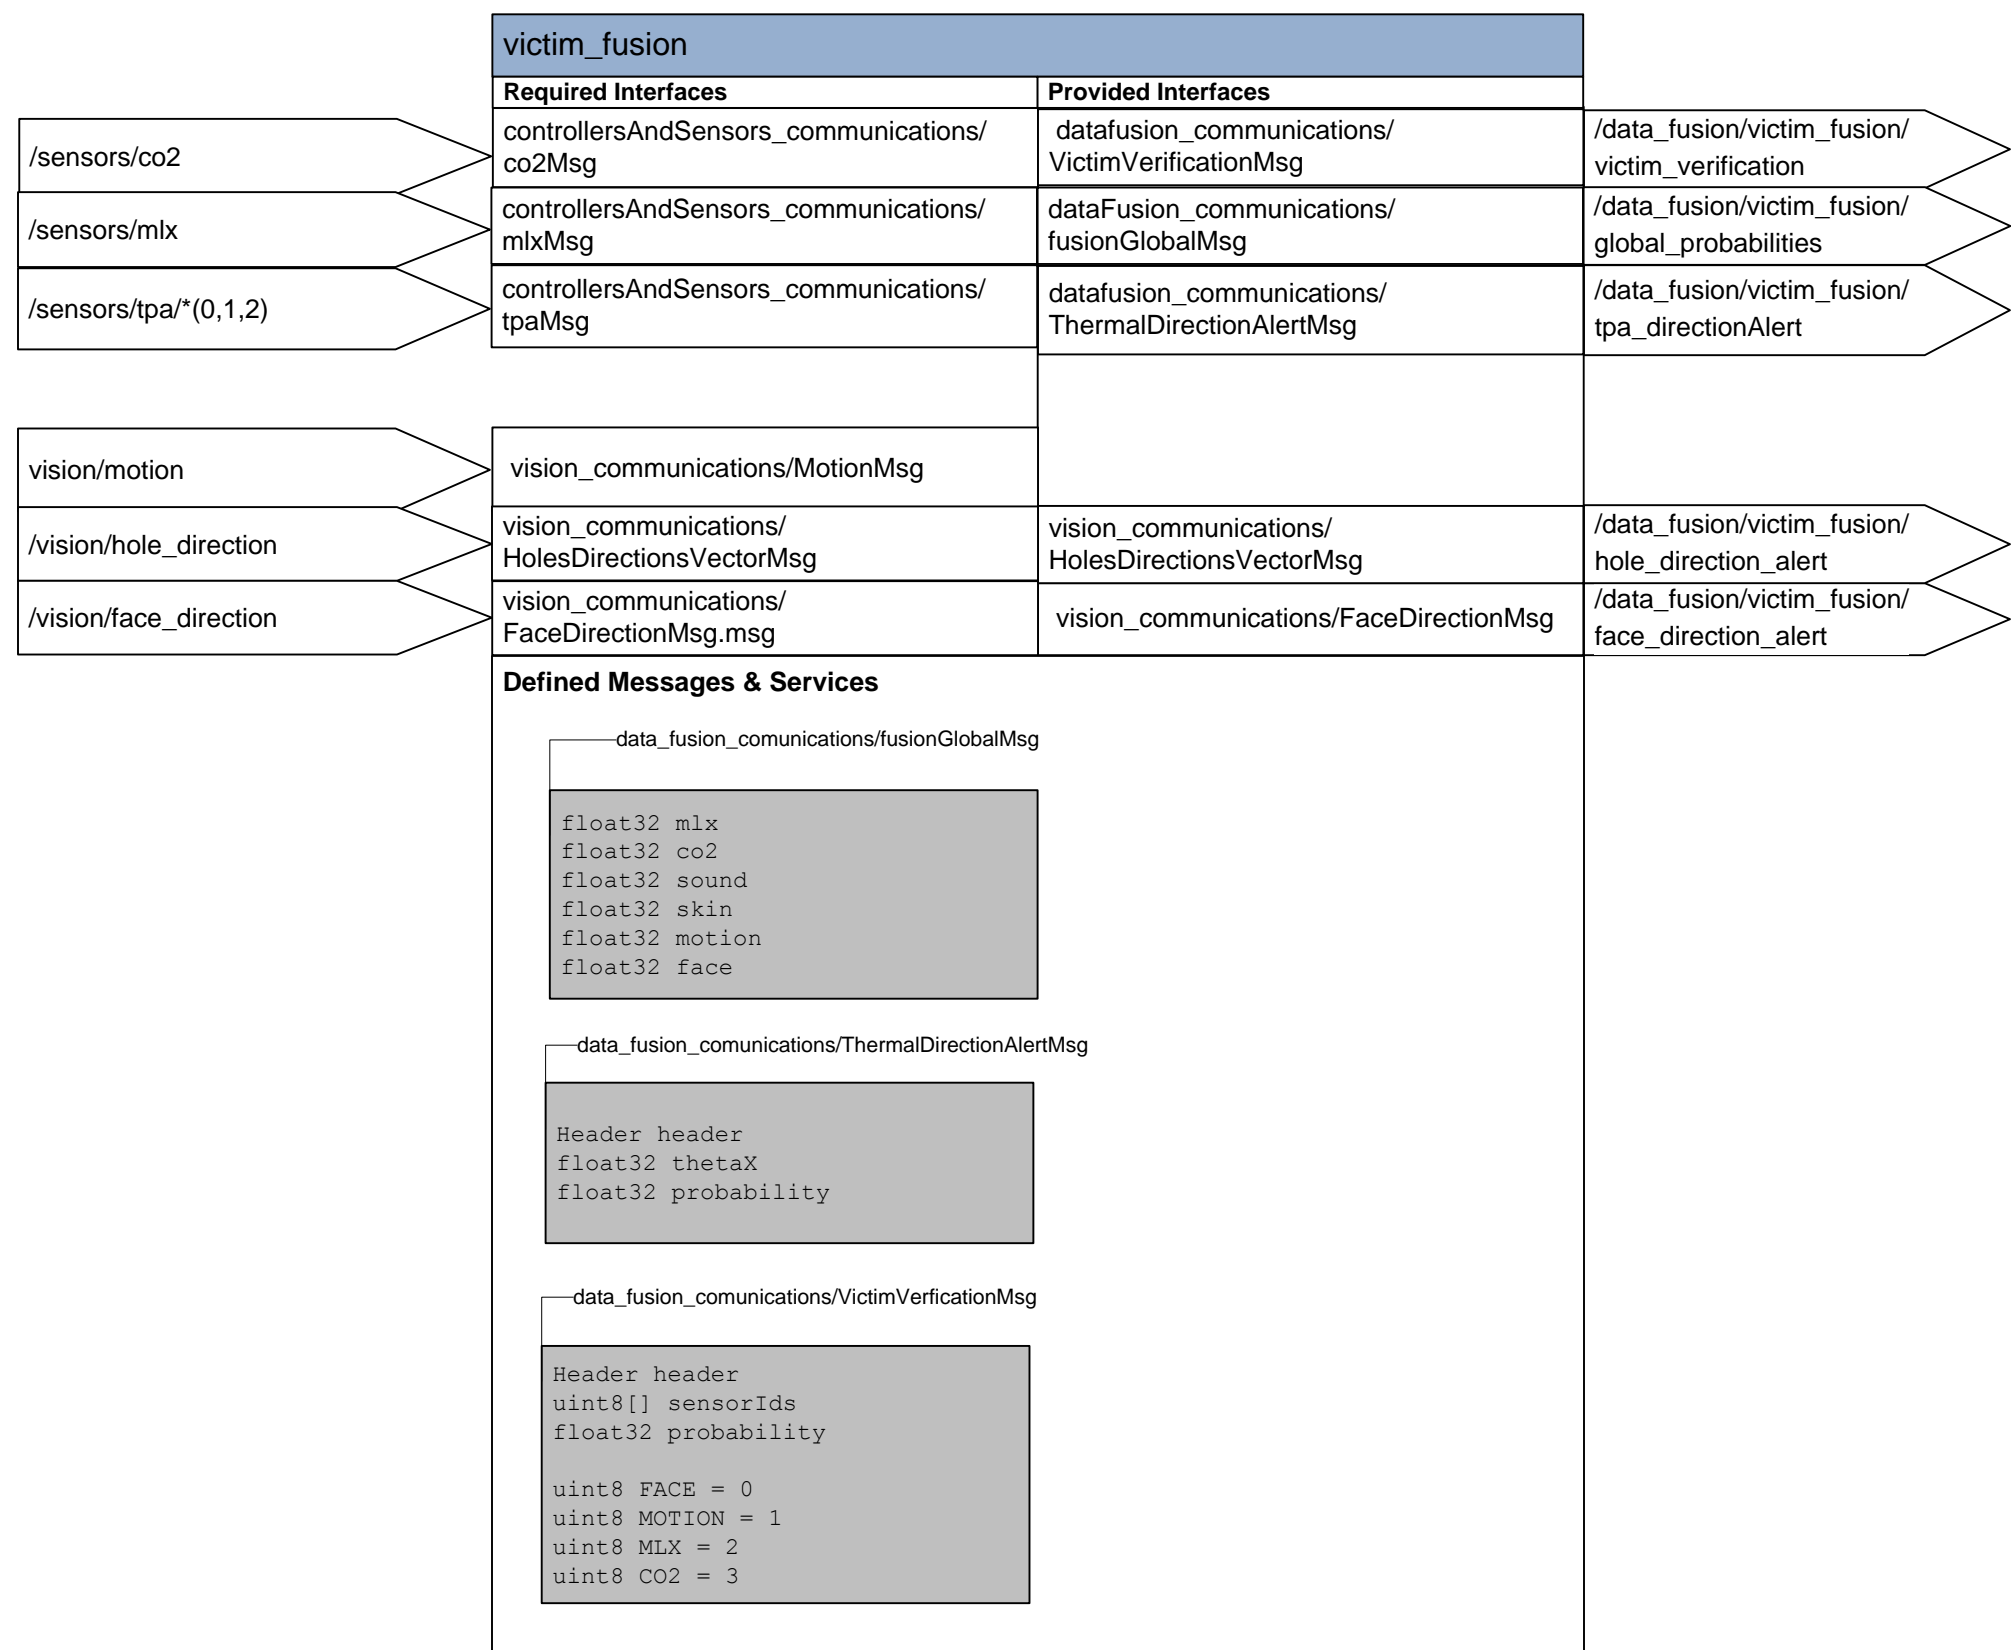 victim_fusion
Required Interfaces
Provided Interfaces
/sensors/co2
controllersAndSensors_communications/
co2Msg
datafusion_communications/
VictimVerificationMsg
/data_fusion/victim_fusion/
victim_verification
/sensors/mlx
controllersAndSensors_communications/
mlxMsg
dataFusion_communications/
fusionGlobalMsg
/data_fusion/victim_fusion/
global_probabilities
/sensors/tpa/*(0,1,2)
controllersAndSensors_communications/
tpaMsg
datafusion_communications/
ThermalDirectionAlertMsg
/data_fusion/victim_fusion/
tpa_directionAlert
vision/motion
vision_communications/MotionMsg
/vision/hole_direction
vision_communications/
HolesDirectionsVectorMsg
vision_communications/
HolesDirectionsVectorMsg
/data_fusion/victim_fusion/
hole_direction_alert
/vision/face_direction
vision_communications/
FaceDirectionMsg.msg
vision_communications/FaceDirectionMsg
/data_fusion/victim_fusion/
face_direction_alert
Defined Messages & Services
data_fusion_comunications/fusionGlobalMsg
float32 mlx
float32 co2
float32 sound
float32 skin
float32 motion
float32 face
data_fusion_comunications/ThermalDirectionAlertMsg
Header header
float32 thetaX
float32 probability
data_fusion_comunications/VictimVerficationMsg
Header header
uint8[] sensorIds
float32 probability
uint8 FACE = 0
uint8 MOTION = 1
uint8 MLX = 2
uint8 CO2 = 3